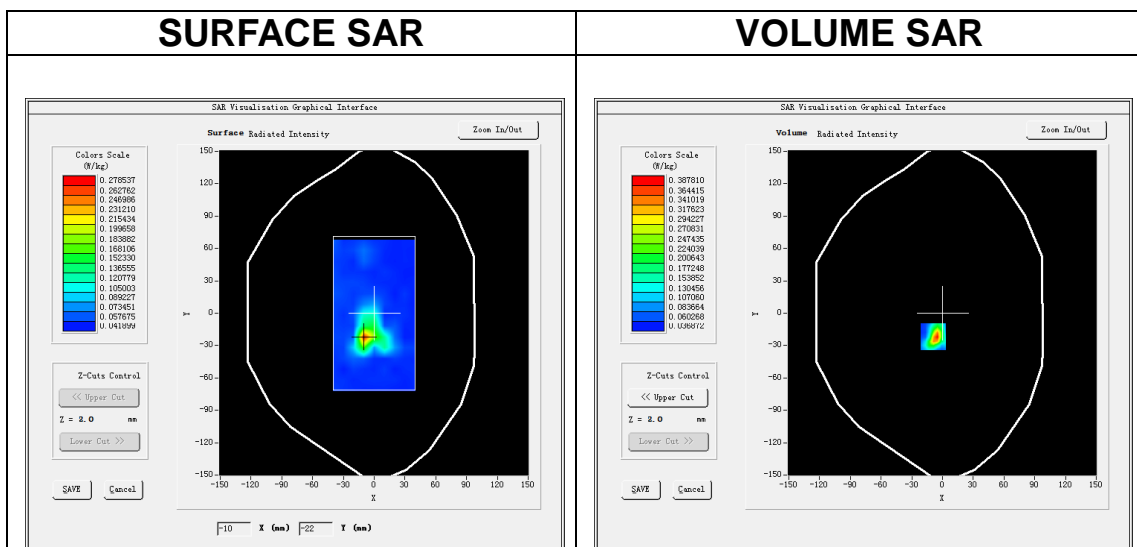 SURFACE SAR
VOLUME SAR
SAR Visualisation Graphical Interface
Surface Radiated Intensity
Zoom In/Out
Colors Scale
(W/kg)
0.278537
0.262762
0.246986
0.231210
0.215434
0.199658
0.183882
0.168106
0.152330
0.136555
0.120779
0.105003
0.089227
0.073451
0.057675
0.041899
150
120
90
60
30
0
-30
-60
-90
-120
-150
Y
-150 -120 -90 -60 -30 0 30 60 90 120 150
X
Z-Cuts Control
<< Upper Cut
Z = 2.0 mm
Lower Cut >>
SAVE Cancel
-10 X (mm) -22 Y (mm)
SAR Visualisation Graphical Interface
Volume Radiated Intensity
Zoom In/Out
Colors Scale
(W/kg)
0.387810
0.364415
0.341019
0.317623
0.294227
0.270831
0.247435
0.224039
0.200643
0.177248
0.153852
0.130456
0.107060
0.083664
0.060268
0.036872
150
120
90
60
30
0
-30
-60
-90
-120
-150
Y
-150 -120 -90 -60 -30 0 30 60 90 120 150
X
Z-Cuts Control
<< Upper Cut
Z = 2.0 mm
Lower Cut >>
SAVE Cancel